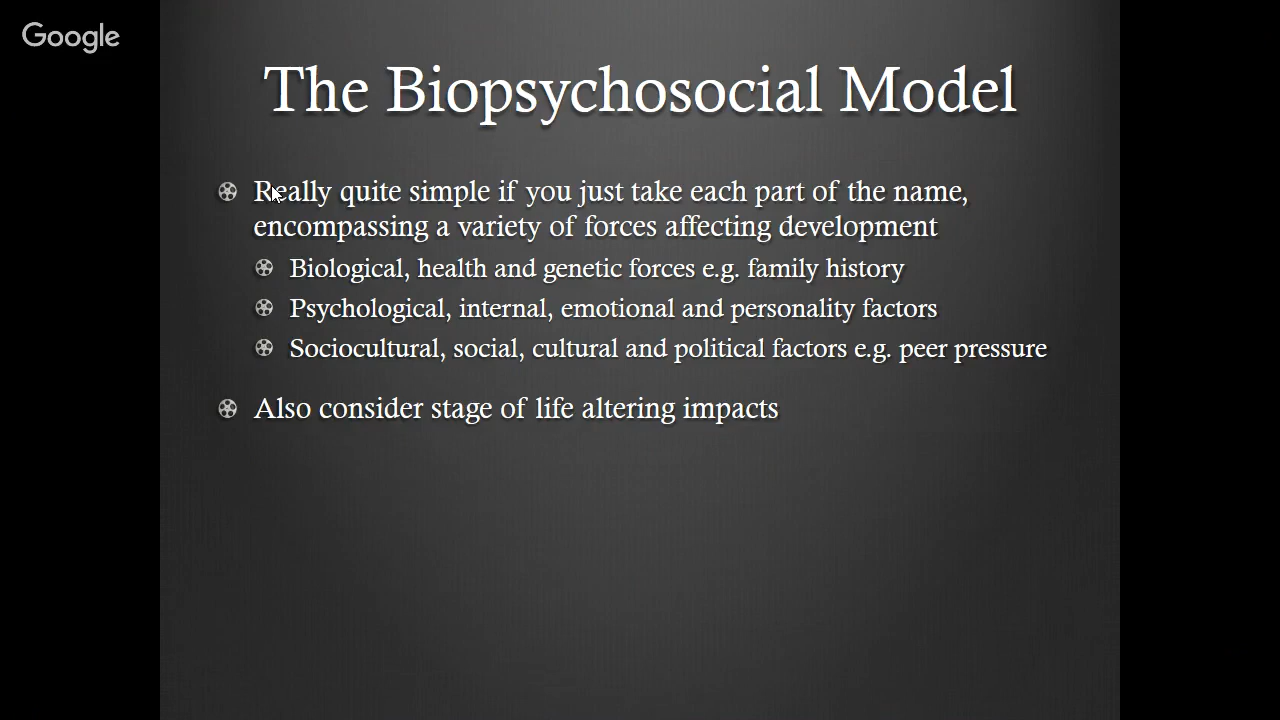 Google
The Biopsychosocial Model
Really quite simple if you just take each part of the name,
encompassing a variety of forces affecting development
Biological, health and genetic forces e.g. family history
Psychological, internal, emotional and personality factors
Sociocultural, social, cultural and political factors e.g. peer pressure
Also consider stage of life altering impacts